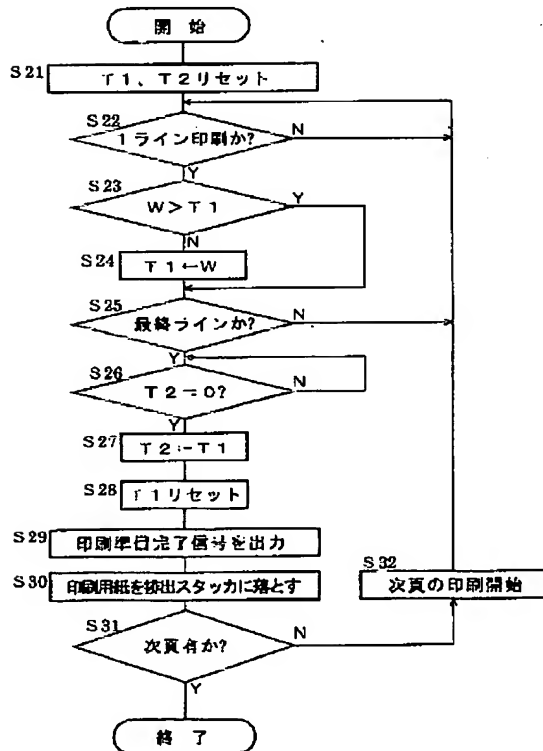 開始
S21
T1、T2リセット
S22
1ライン印刷か?
N
Y
S23
W>T1
Y
N
S24
T1←W
S25
最終ラインか?
N
Y
S26
T2=0?
N
Y
S27
T2←T1
S28
T1リセット
S29
印刷準備完了信号を出力
S30
印刷用紙を排出スタッカに落とす
S31
次頁有か?
N
Y
S32
次頁の印刷開始
終了